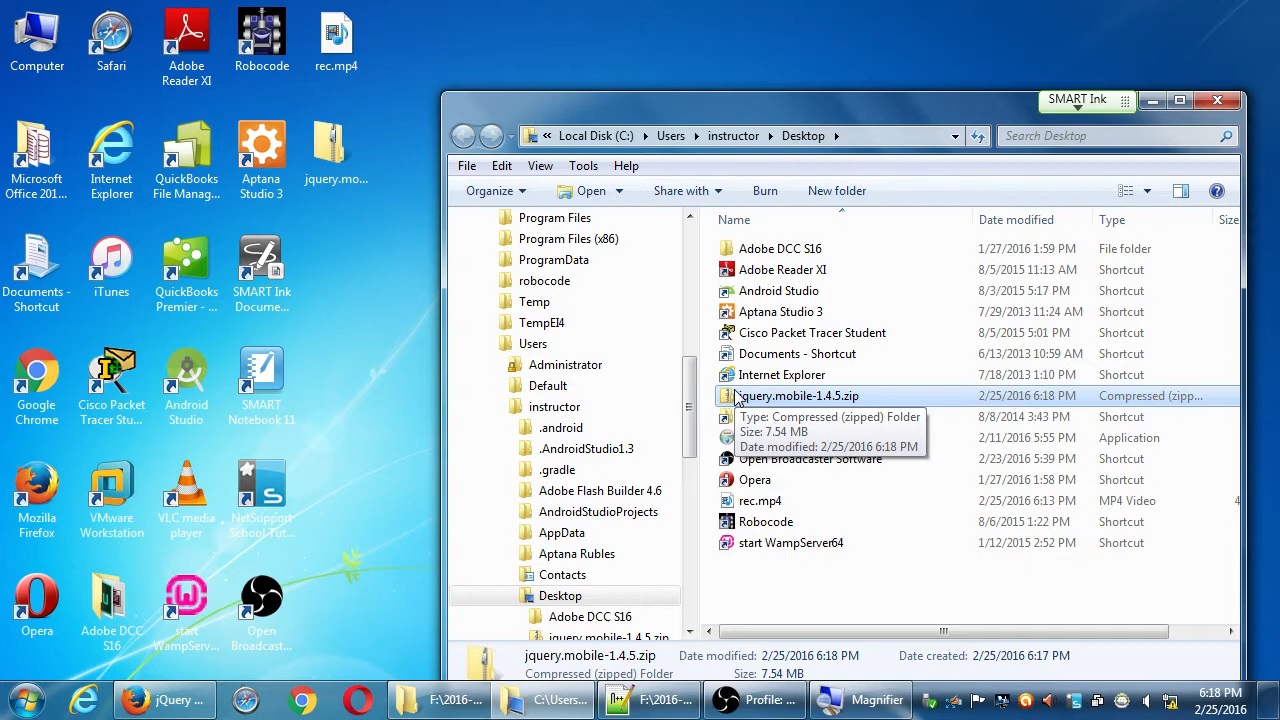 Computer
Safari
Adobe
Reader XI
Robocode
rec.mp4
Microsoft
Office 201...
Internet
Explorer
QuickBooks
File Manag...
Aptana
Studio 3
jquery.mo...
Documents -
Shortcut
iTunes
QuickBooks
Premier - ...
SMART Ink
Docume...
Google
Chrome
Cisco Packet
Tracer Stu...
Android
Studio
SMART
Notebook 11
Mozilla
Firefox
VMware
Workstation
VLC media
player
NetSupport
School Tut...
Opera
Adobe DCC
S16
start
WampServ...
Open
Broadcast...
SMART Ink
« Local Disk (C:) Users instructor Desktop
Search Desktop
File Edit View Tools Help
Organize Open Share with Burn New folder
Program Files
Program Files (x86)
ProgramData
robocode
Temp
TempEI4
Users
Administrator
Default
instructor
.android
.AndroidStudio1.3
.gradle
Adobe Flash Builder 4.6
AndroidStudioProjects
AppData
Aptana Rubles
Contacts
Desktop
Adobe DCC S16
jquery.mobile-1.4.5.zip
Name Date modified Type Size
Adobe DCC S16 1/27/2016 1:59 PM File folder
Adobe Reader XI 8/5/2015 11:13 AM Shortcut
Android Studio 8/3/2015 5:17 PM Shortcut
Aptana Studio 3 7/29/2013 11:24 AM Shortcut
Cisco Packet Tracer Student 8/5/2015 5:01 PM Shortcut
Documents - Shortcut 6/13/2013 10:59 AM Shortcut
Internet Explorer 7/18/2013 1:10 PM Shortcut
jquery.mobile-1.4.5.zip 2/25/2016 6:18 PM Compressed (zipp...
8/8/2014 3:43 PM Shortcut
2/11/2016 5:55 PM Application
Open Broadcaster Software 2/23/2016 5:39 PM Shortcut
Opera 1/27/2016 1:58 PM Shortcut
rec.mp4 2/25/2016 6:13 PM MP4 Video 4
Robocode 8/6/2015 1:22 PM Shortcut
start WampServer64 1/12/2015 2:52 PM Shortcut
Type: Compressed (zipped) Folder
Size: 7.54 MB
Date modified: 2/25/2016 6:18 PM
jquery.mobile-1.4.5.zip Date modified: 2/25/2016 6:18 PM Date created: 2/25/2016 6:17 PM
Compressed (zipped) Folder Size: 7.54 MB
jQuery ...
F:\2016-...
C:\Users...
F:\2016-...
Profile: ...
Magnifier
6:18 PM
2/25/2016